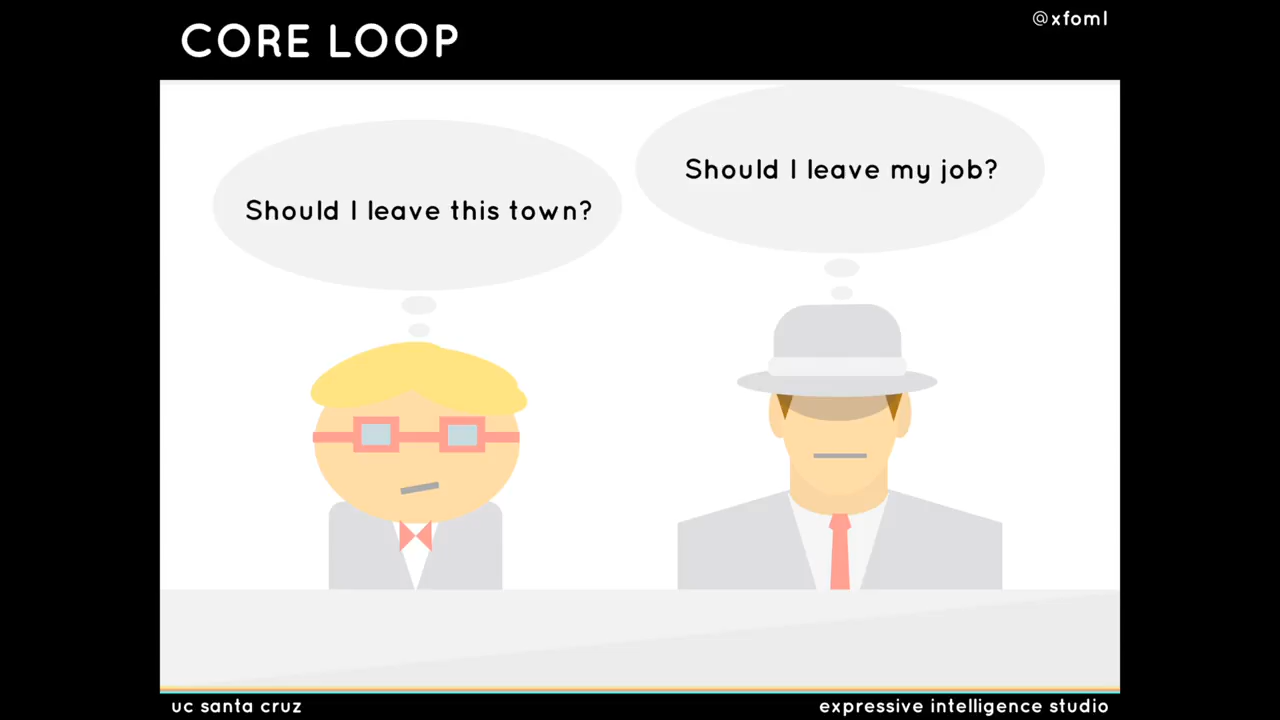 CORE LOOP
@xfoml
Should I leave this town?
Should I leave my job?
uc santa cruz
expressive intelligence studio